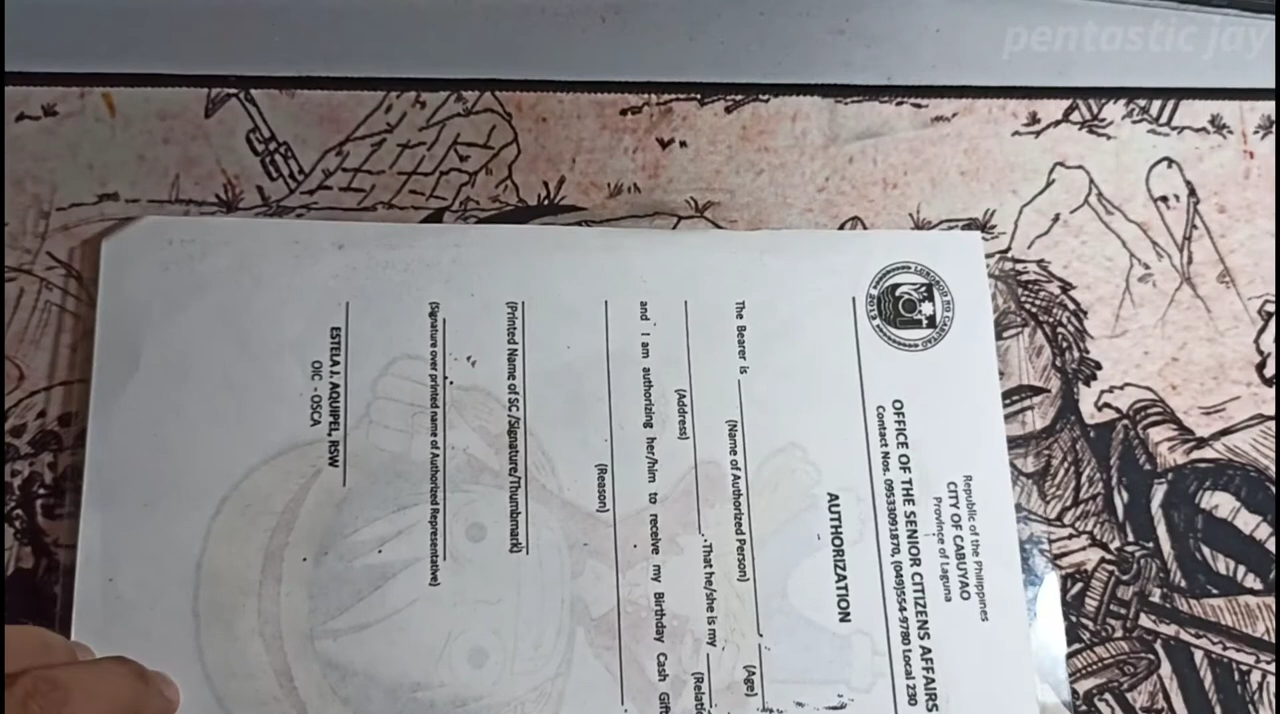 pentastic jay
LUNGSOD NG CABUYAO
2012
Republic of the Philippines
CITY OF CABUYAO
Province of Laguna
OFFICE OF THE SENIOR CITIZENS AFFAIRS
Contact Nos. 09533091870, (049)554-9780 Local 230
AUTHORIZATION
The Bearer is
(Name of Authorized Person) (Age)
. That he/she is my
(Address)
and I am authorizing her/him to receive my Birthday Cash Gift
(Reason)
(Printed Name of SC /Signature/Thumbmark)
(Signature over printed name of Authorized Representative)
ESTELA J. AQUIPEL, RSW
OIC - OSCA